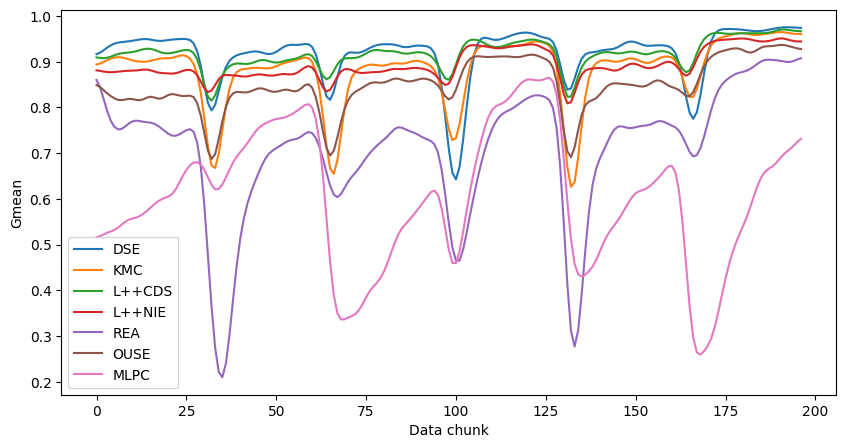 1.0
0.9
0.8
0.7
0.6
0.5
0.4
0.3
0.2
Gmean
DSE
KMC
L++CDS
L++NIE
REA
OUSE
MLPC
0 25 50 75 100 125 150 175 200
Data chunk